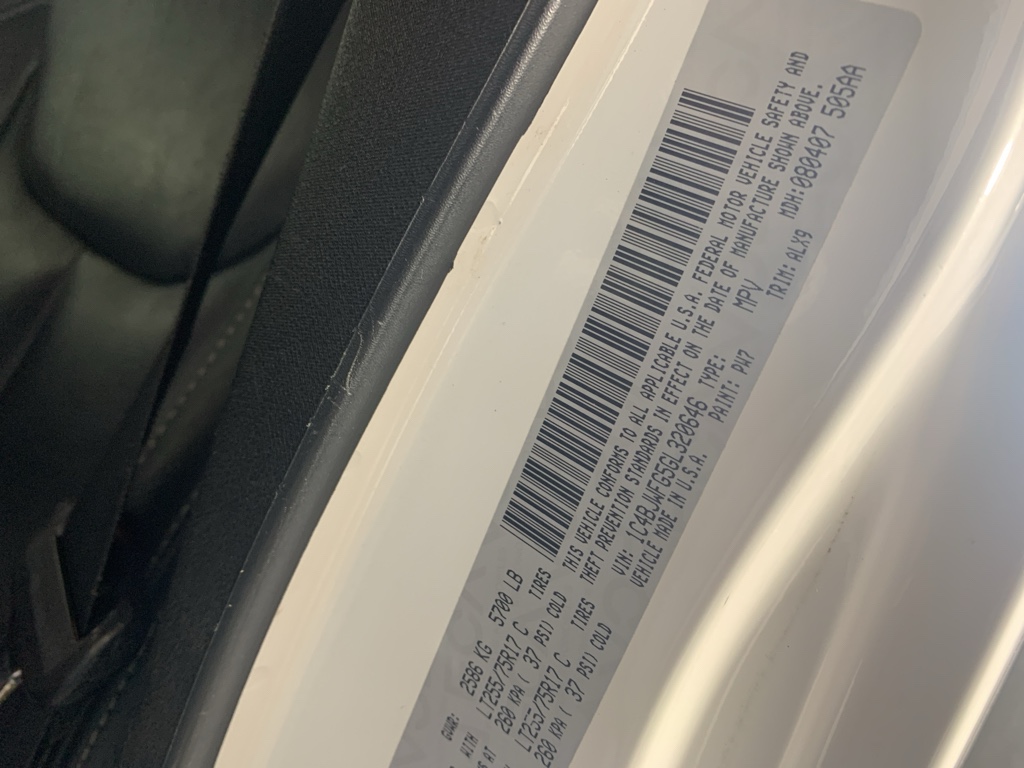 GVWR: 2586 KG 5700 LB
WITH LT255/75R17 C TIRES
AT 260 KPA ( 37 PSI) COLD
LT255/75R17 C TIRES
260 KPA ( 37 PSI) COLD
THIS VEHICLE CONFORMS TO ALL APPLICABLE U.S.A. FEDERAL MOTOR VEHICLE SAFETY AND
THEFT PREVENTION STANDARDS IN EFFECT ON THE DATE OF MANUFACTURE SHOWN ABOVE.
VIN: 1C4BJWFG5GL320646 TYPE: MPV MDH: 080407 505AA
VEHICLE MADE IN U.S.A. PAINT: PW7 TRIM: ALX9